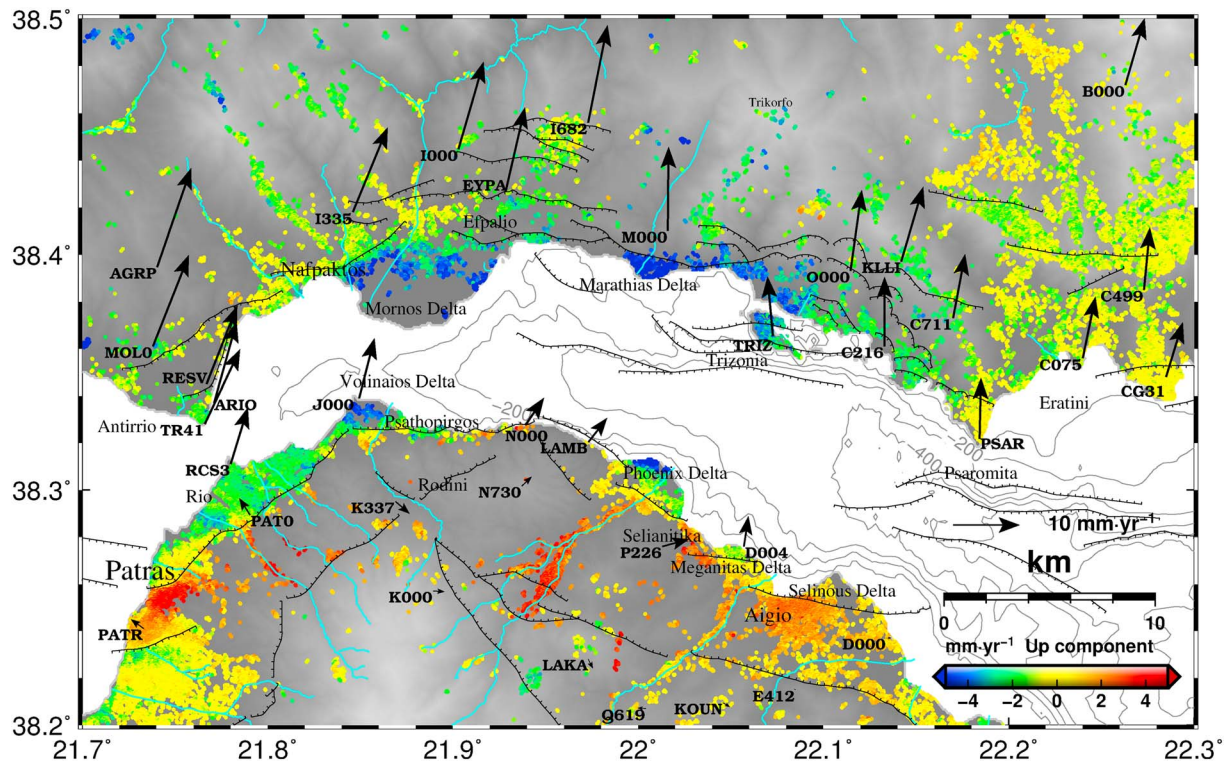 38.5°
B000
Trikorfo
I682
I000
EYPA
I335
Efpalio
M000
38.4°
AGRP
Nafpaktos
O000
KLLI
Marathias Delta
C499
Mornos Delta
C711
MOL0
TRIZ
C216
Trizonia
C075
RESV
Volinaios Delta
CG31
ARIO
J000
Eratini
Antirrio
TR41
Psathopirgos
-200
-200
N000
LAMB
PSAR
-400
RCS3
Phoenix Delta
Psaromita
Rodini
38.3°
Rio
N730
K337
PAT0
10 mm·yr⁻¹
Selianitika
P226
D004
Meganitas Delta
km
Patras
K000
Selinous Delta
0
10
Aigio
PATR
D000
mm·yr⁻¹ Up component
LAKA
−4
−2
0
2
4
E412
KOUN
Q619
38.2°
21.7°
21.8°
21.9°
22°
22.1°
22.2°
22.3°